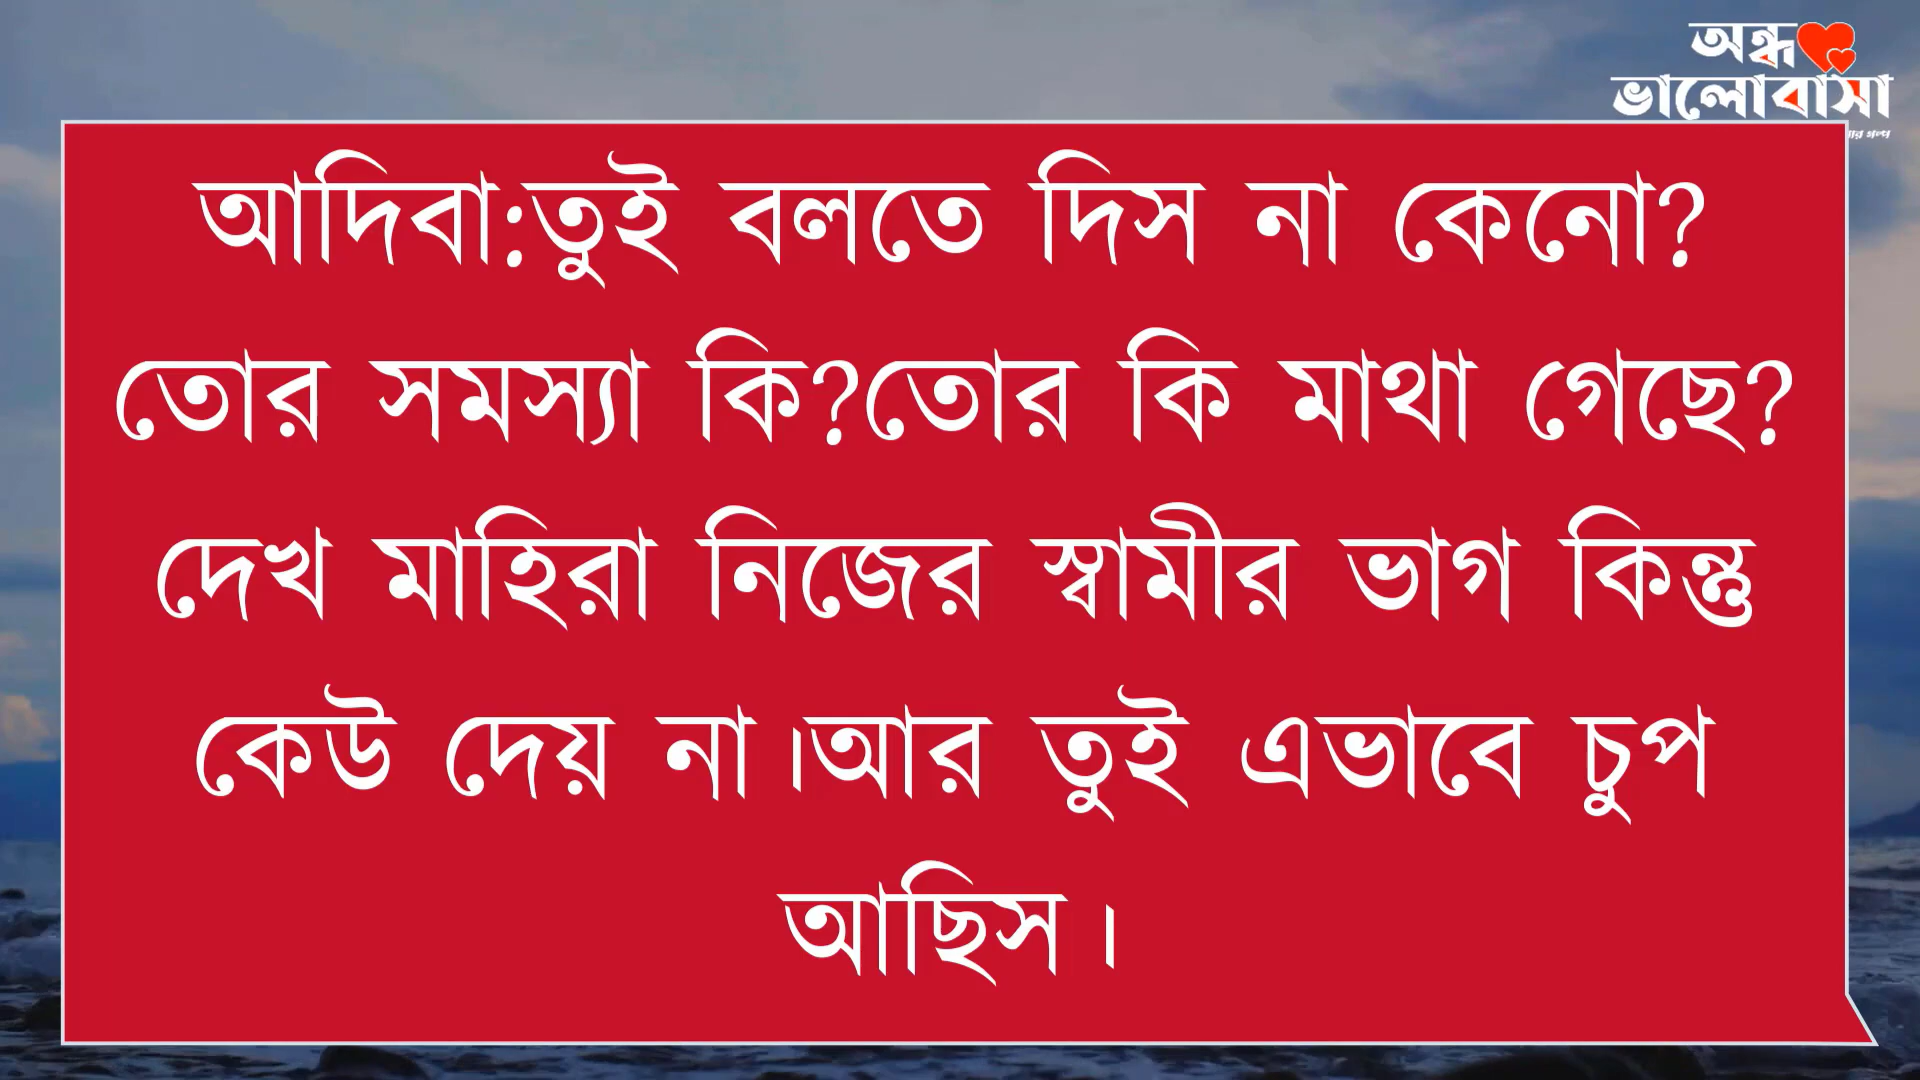 অন্ধ
ভালোবাসা
আদিবা:তুই বলতে দিস না কেনো?
তোর সমস্যা কি?তোর কি মাথা গেছে?
দেখ মাহিরা নিজের স্বামীর ভাগ কিন্তু
কেউ দেয় না।আর তুই এভাবে চুপ
আছিস।